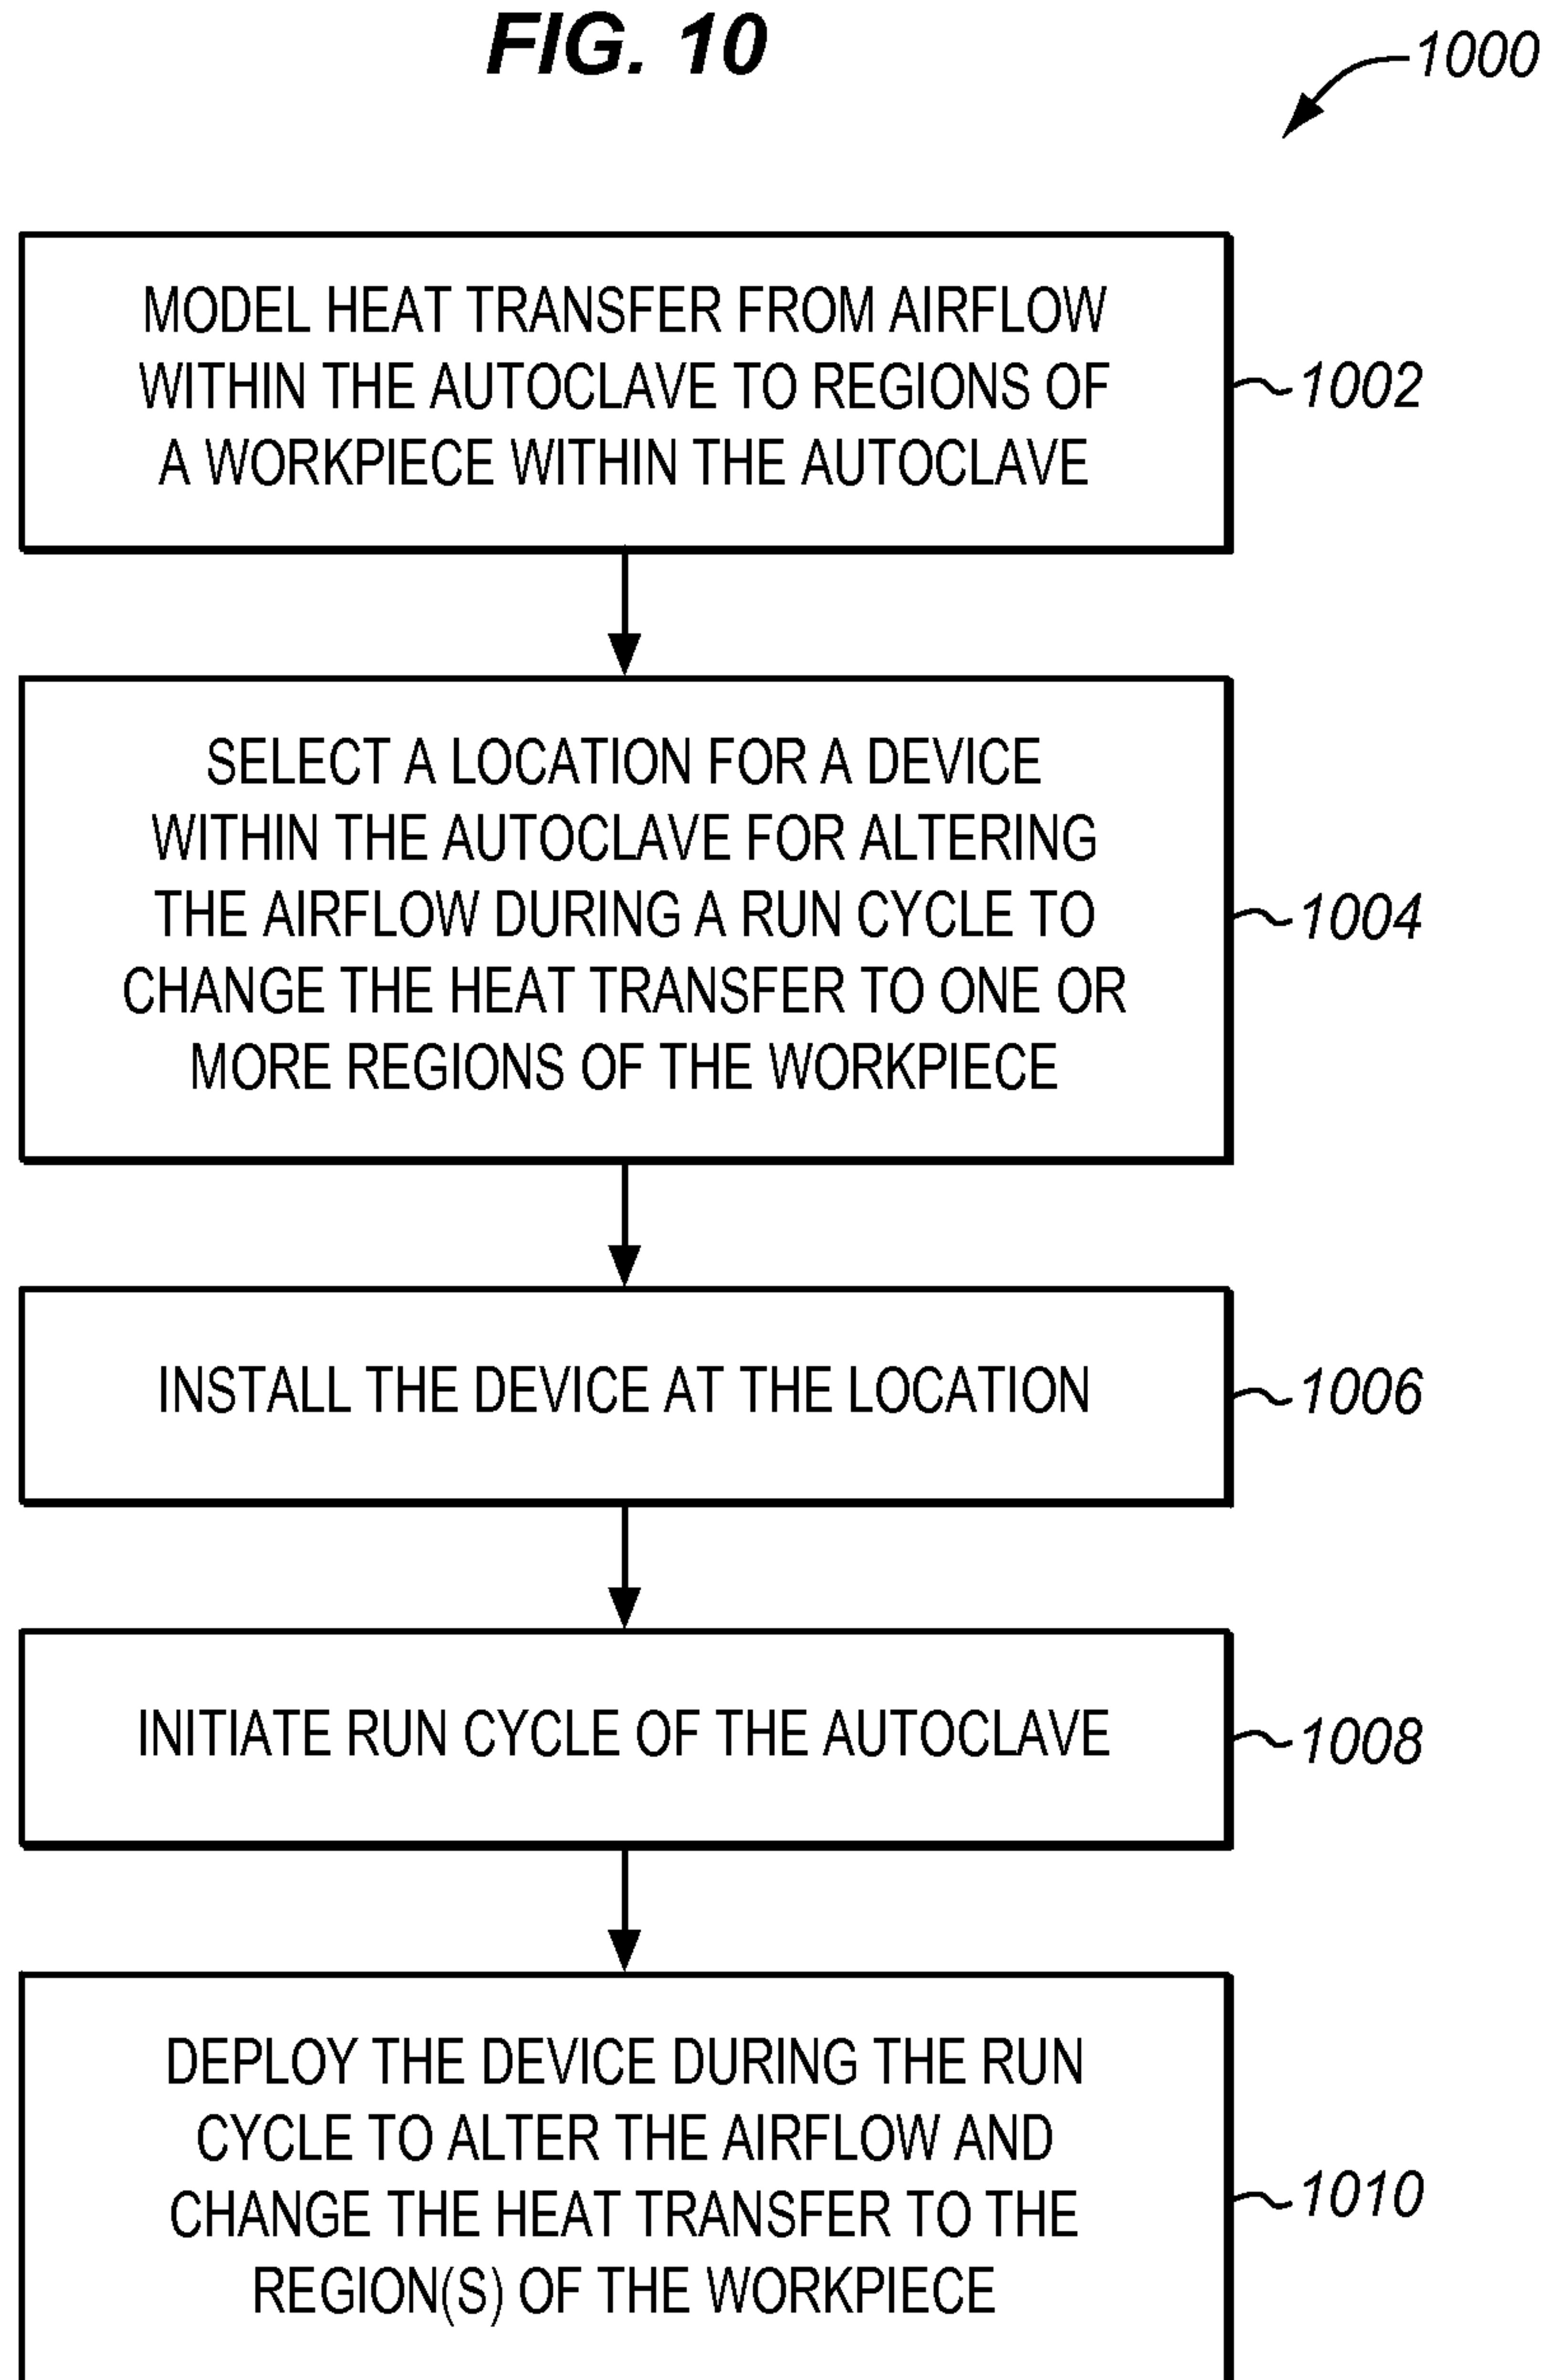 FIG. 10
1000
MODEL HEAT TRANSFER FROM AIRFLOW
WITHIN THE AUTOCLAVE TO REGIONS OF
A WORKPIECE WITHIN THE AUTOCLAVE
1002
SELECT A LOCATION FOR A DEVICE
WITHIN THE AUTOCLAVE FOR ALTERING
THE AIRFLOW DURING A RUN CYCLE TO
CHANGE THE HEAT TRANSFER TO ONE OR
MORE REGIONS OF THE WORKPIECE
1004
INSTALL THE DEVICE AT THE LOCATION
1006
INITIATE RUN CYCLE OF THE AUTOCLAVE
1008
DEPLOY THE DEVICE DURING THE RUN
CYCLE TO ALTER THE AIRFLOW AND
CHANGE THE HEAT TRANSFER TO THE
REGION(S) OF THE WORKPIECE
1010